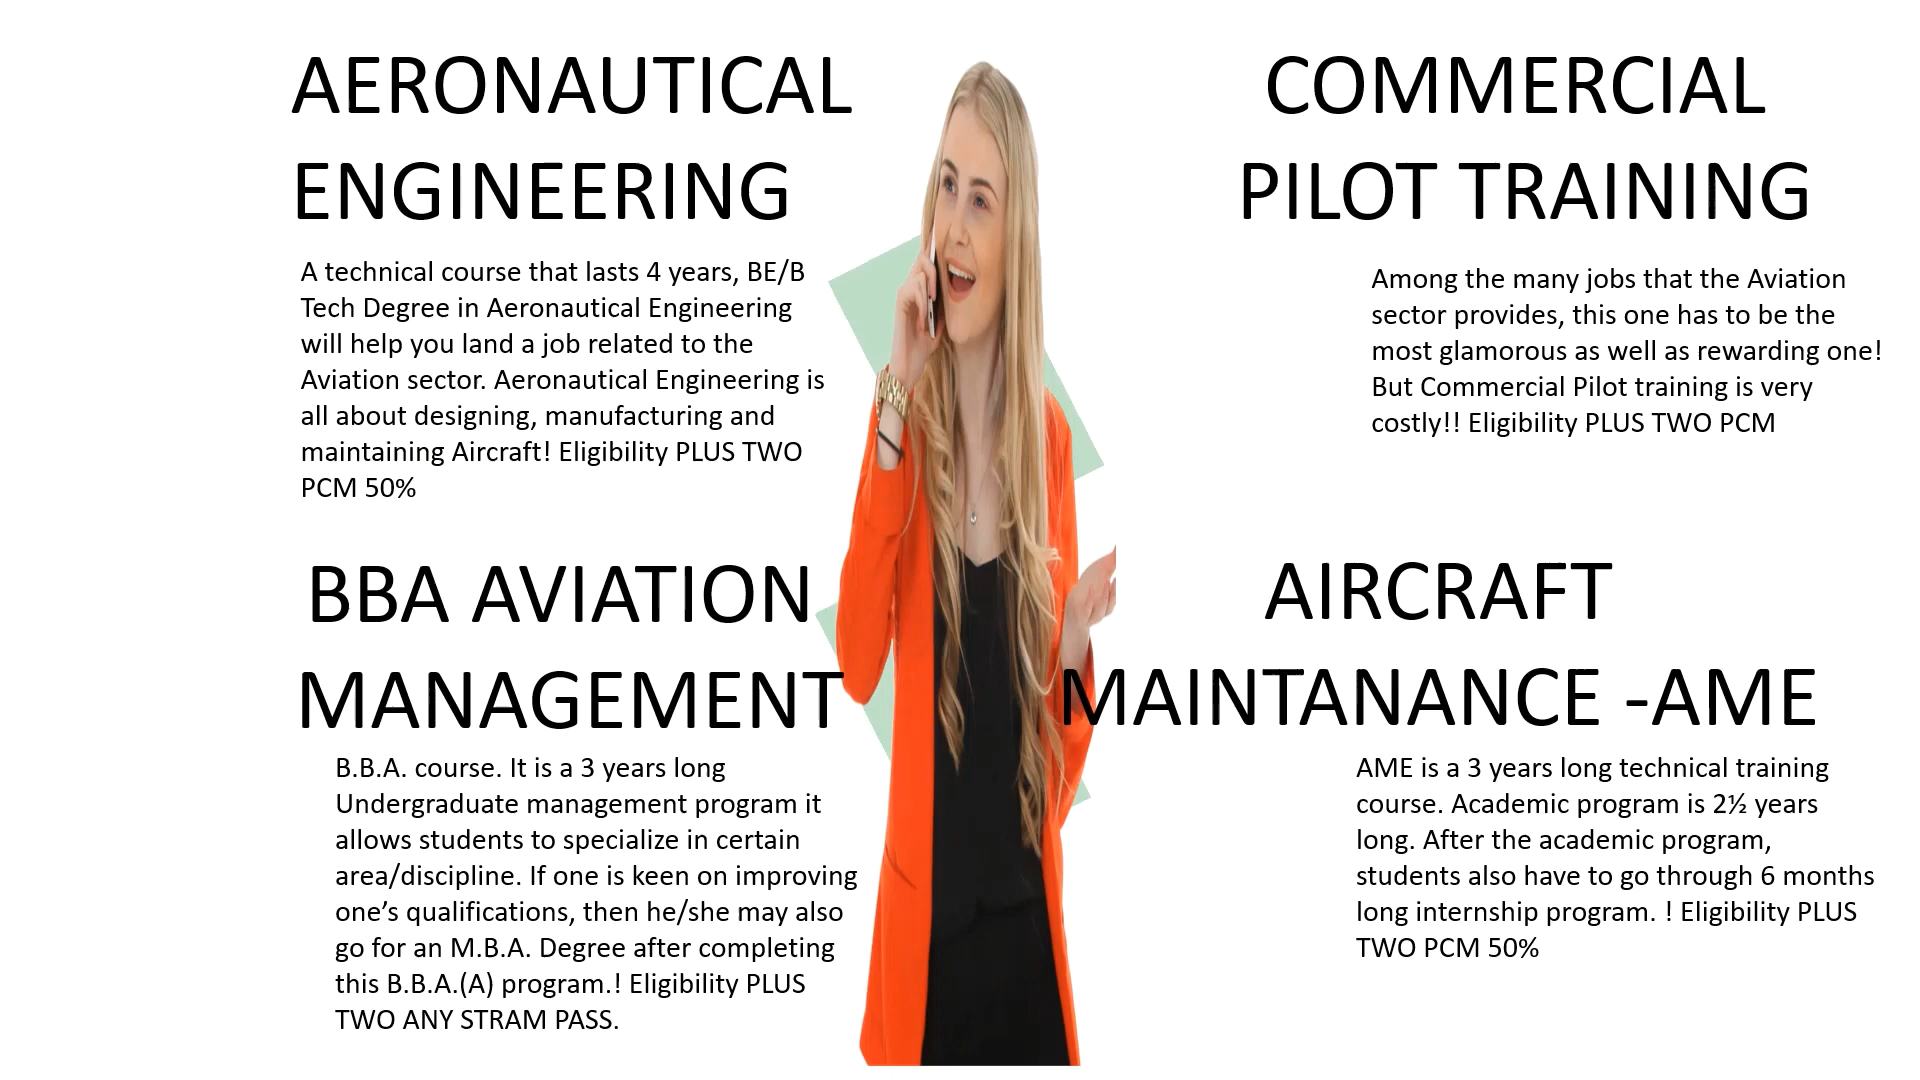 AERONAUTICAL
ENGINEERING
A technical course that lasts 4 years, BE/B
Tech Degree in Aeronautical Engineering
will help you land a job related to the
Aviation sector. Aeronautical Engineering is
all about designing, manufacturing and
maintaining Aircraft! Eligibility PLUS TWO
PCM 50%
COMMERCIAL
PILOT TRAINING
Among the many jobs that the Aviation
sector provides, this one has to be the
most glamorous as well as rewarding one!
But Commercial Pilot training is very
costly!! Eligibility PLUS TWO PCM
BBA AVIATION
MANAGEMENT
B.B.A. course. It is a 3 years long
Undergraduate management program it
allows students to specialize in certain
area/discipline. If one is keen on improving
one’s qualifications, then he/she may also
go for an M.B.A. Degree after completing
this B.B.A.(A) program.! Eligibility PLUS
TWO ANY STRAM PASS.
AIRCRAFT
MAINTANANCE -AME
AME is a 3 years long technical training
course. Academic program is 2½ years
long. After the academic program,
students also have to go through 6 months
long internship program. ! Eligibility PLUS
TWO PCM 50%